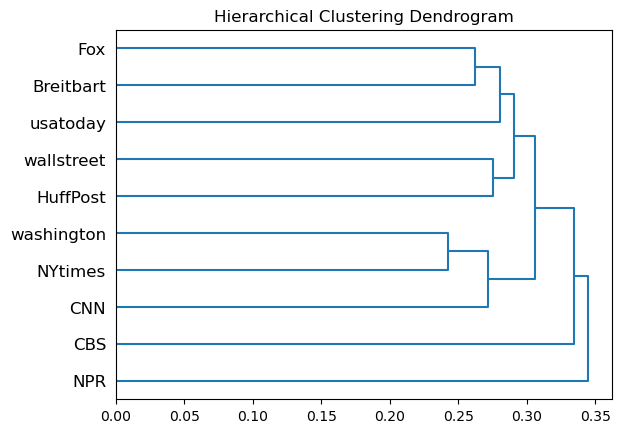 Hierarchical Clustering Dendrogram
Fox
Breitbart
usatoday
wallstreet
HuffPost
washington
NYtimes
CNN
CBS
NPR
0.00 0.05 0.10 0.15 0.20 0.25 0.30 0.35